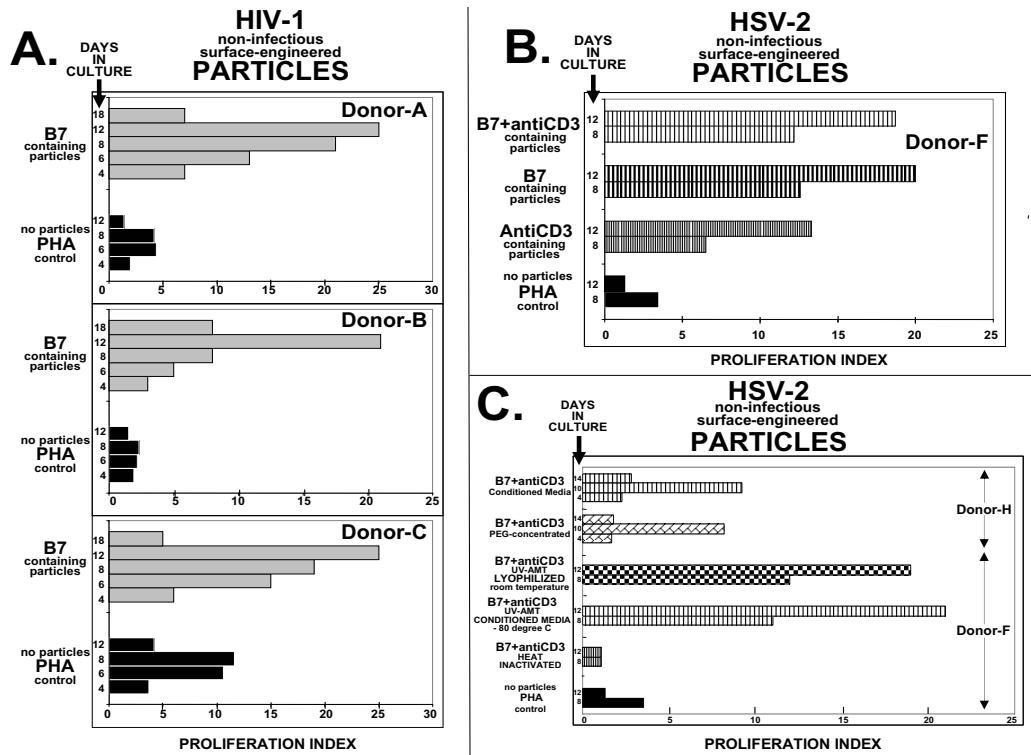 A.
HIV-1
non-infectious
surface-engineered
PARTICLES
DAYS
IN
CULTURE
Donor-A
B7
containing
particles
18
12
8
6
4
no particles
PHA
control
12
8
6
4
0 5 10 15 20 25 30
Donor-B
B7
containing
particles
18
12
8
6
4
no particles
PHA
control
12
8
6
4
0 5 10 15 20 25
Donor-C
B7
containing
particles
18
12
8
6
4
no particles
PHA
control
12
8
6
4
0 5 10 15 20 25 30
PROLIFERATION INDEX
B.
HSV-2
non-infectious
surface-engineered
PARTICLES
DAYS
IN
CULTURE
Donor-F
B7+antiCD3
containing
particles
12
8
B7
containing
particles
12
8
AntiCD3
containing
particles
12
8
no particles
PHA
control
12
8
0 5 10 15 20 25
PROLIFERATION INDEX
C.
HSV-2
non-infectious
surface-engineered
PARTICLES
DAYS
IN
CULTURE
B7+antiCD3
Conditioned Media
14
10
4
B7+antiCD3
PEG-concentrated
14
10
4
Donor-H
B7+antiCD3
UV-AMT
LYOPHILIZED
room temperature
12
8
B7+antiCD3
UV-AMT
CONDITIONED MEDIA
- 80 degree C
12
8
B7+antiCD3
HEAT
INACTIVATED
12
8
no particles
PHA
control
12
8
Donor-F
0 5 10 15 20 25
PROLIFERATION INDEX